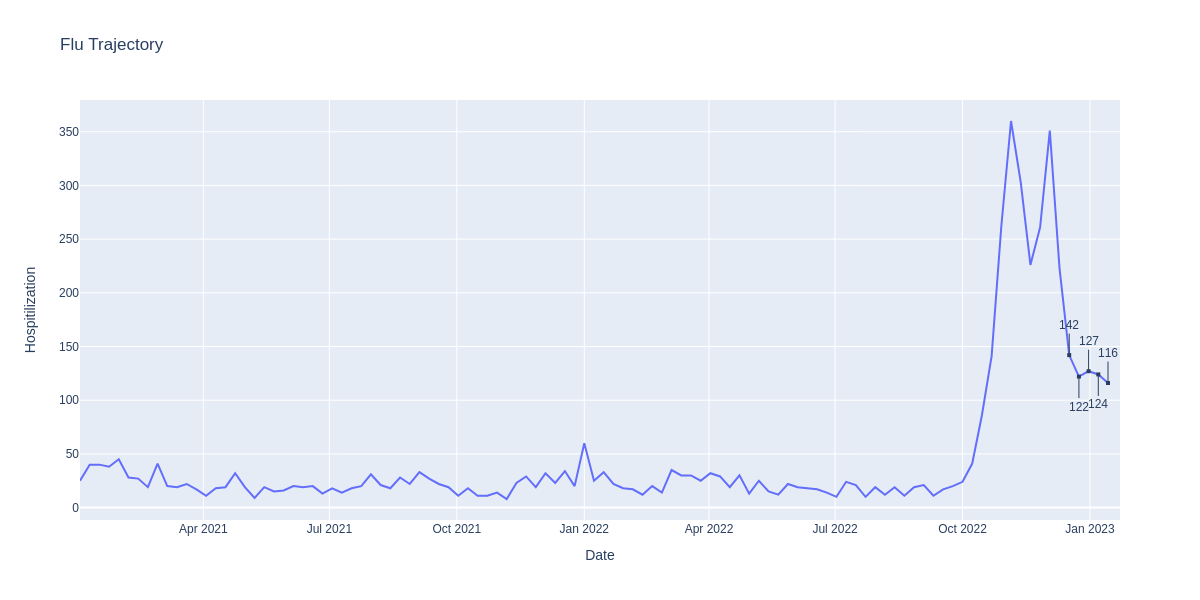 Flu Trajectory
350
300
250
200
150
100
50
0
Hospitilization
142
127
116
122
124
Apr 2021
Jul 2021
Oct 2021
Jan 2022
Apr 2022
Jul 2022
Oct 2022
Jan 2023
Date